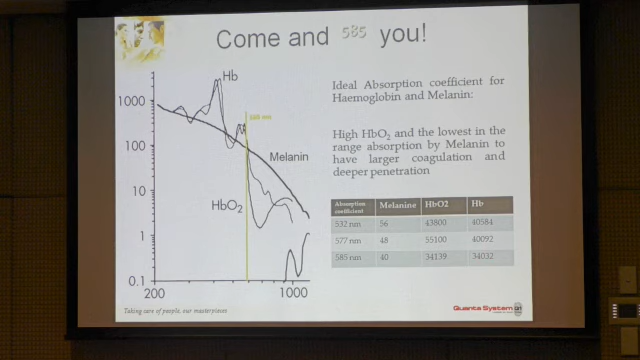 Come and 585 you!
Hb
1000
100
10
1
0.1
200
1000
585 nm
Melanin
HbO2
Ideal Absorption coefficient for
Haemoglobin and Melanin:
High HbO2 and the lowest in the
range absorption by Melanin to
have larger coagulation and
deeper penetration
Absorption coefficient Melanine HbO2 Hb
532 nm 56 43800 40584
577 nm 48 55100 40092
585 nm 40 34139 34032
Taking care of people, our masterpieces
Quanta System